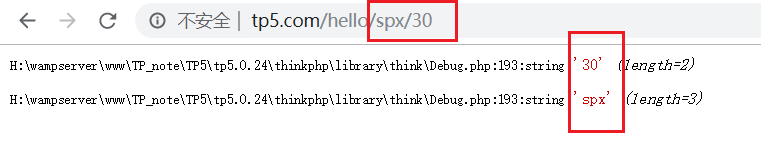 不安全 | tp5.com/hello/spx/30
H:\wampserver\www\TP_note\TP5\tp5.0.24\thinkphp\library\think\Debug.php:193:string '30' (length=2)
H:\wampserver\www\TP_note\TP5\tp5.0.24\thinkphp\library\think\Debug.php:193:string 'spx' (length=3)